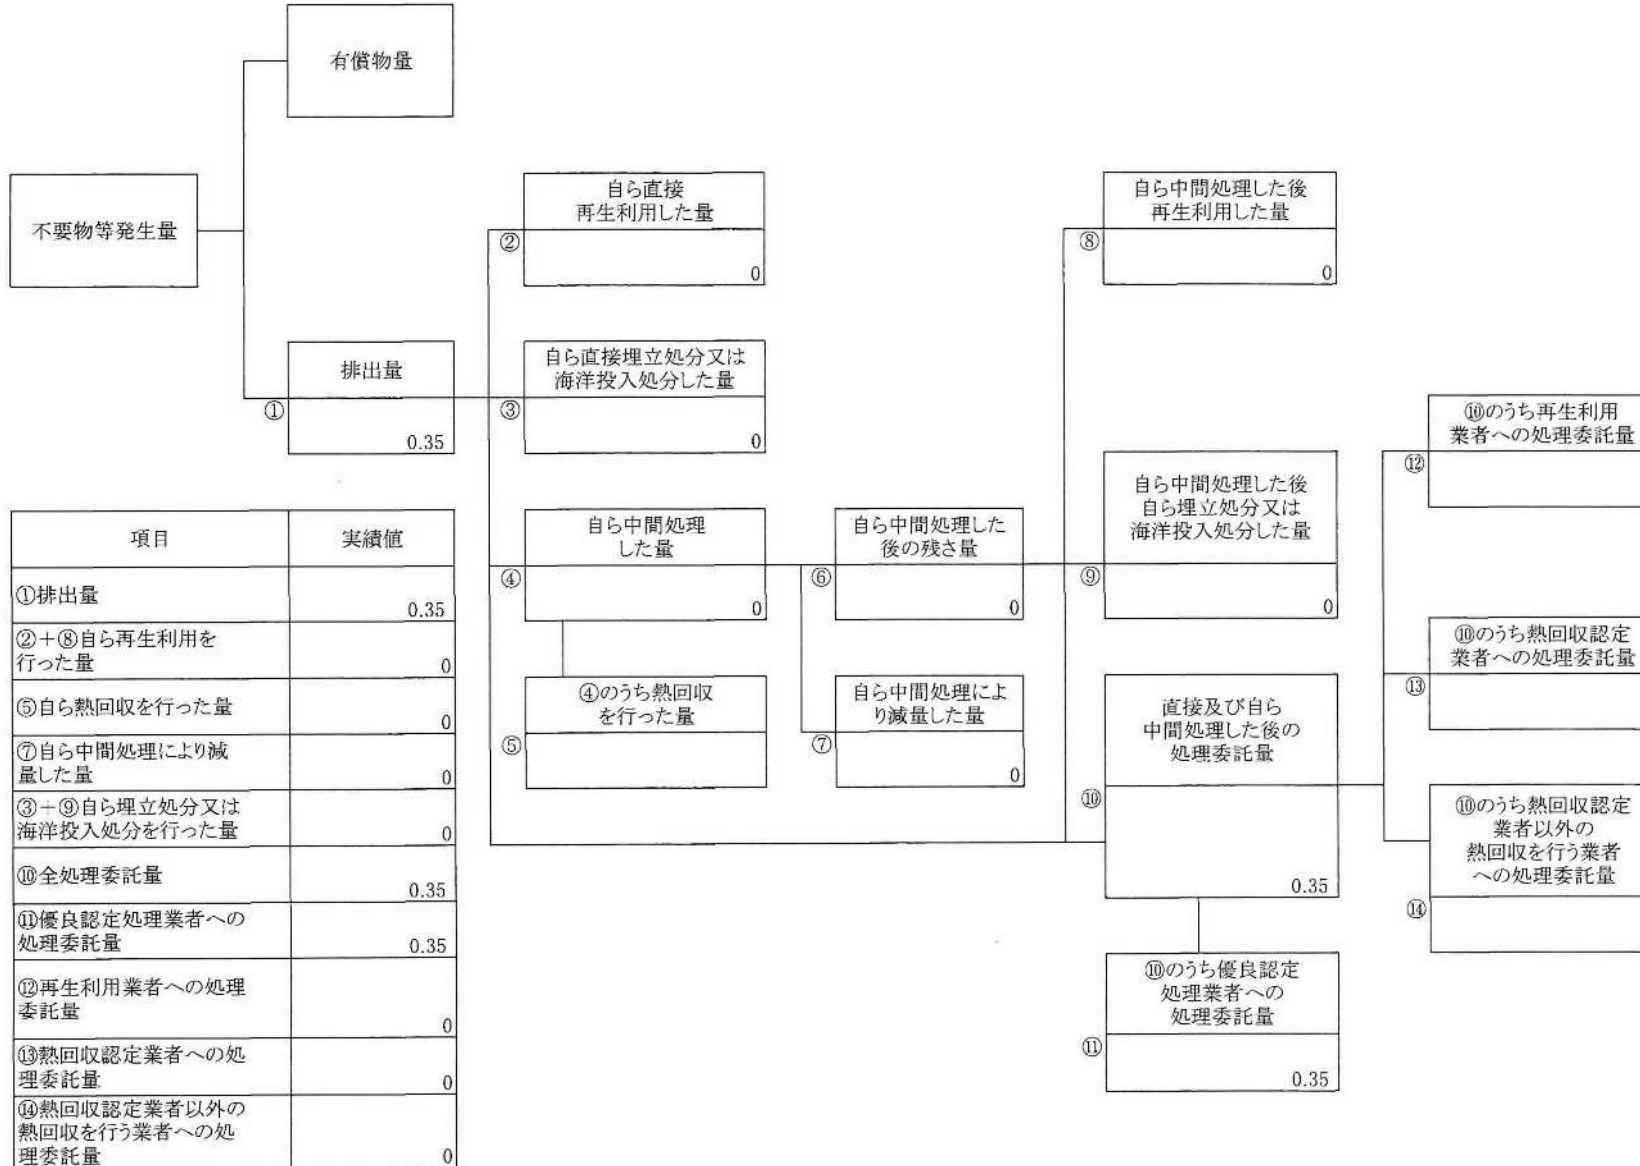 有償物量
不要物等発生量
排出量
①
0.35
自ら直接
再生利用した量
②
0
自ら直接埋立処分又は
海洋投入処分した量
③
0
自ら中間処理
した量
④
0
④のうち熱回収
を行った量
⑤
自ら中間処理した
後の残さ量
⑥
0
自ら中間処理によ
り減量した量
⑦
0
自ら中間処理した後
再生利用した量
⑧
0
自ら中間処理した後
自ら埋立処分又は
海洋投入処分した量
⑨
0
直接及び自ら
中間処理した後の
処理委託量
⑩
0.35
⑩のうち優良認定
処理業者への
処理委託量
⑪
0.35
⑩のうち再生利用
業者への処理委託量
⑫
⑩のうち熱回収認定
業者への処理委託量
⑬
⑩のうち熱回収認定
業者以外の
熱回収を行う業者
への処理委託量
⑭
項目 実績値
①排出量 0.35
②＋⑧自ら再生利用を
行った量 0
⑤自ら熱回収を行った量 0
⑦自ら中間処理により減
量した量 0
③＋⑨自ら埋立処分又は
海洋投入処分を行った量 0
⑩全処理委託量 0.35
⑪優良認定処理業者への
処理委託量 0.35
⑫再生利用業者への処理
委託量 0
⑬熱回収認定業者への処
理委託量 0
⑭熱回収認定業者以外の
熱回収を行う業者への処
理委託量 0